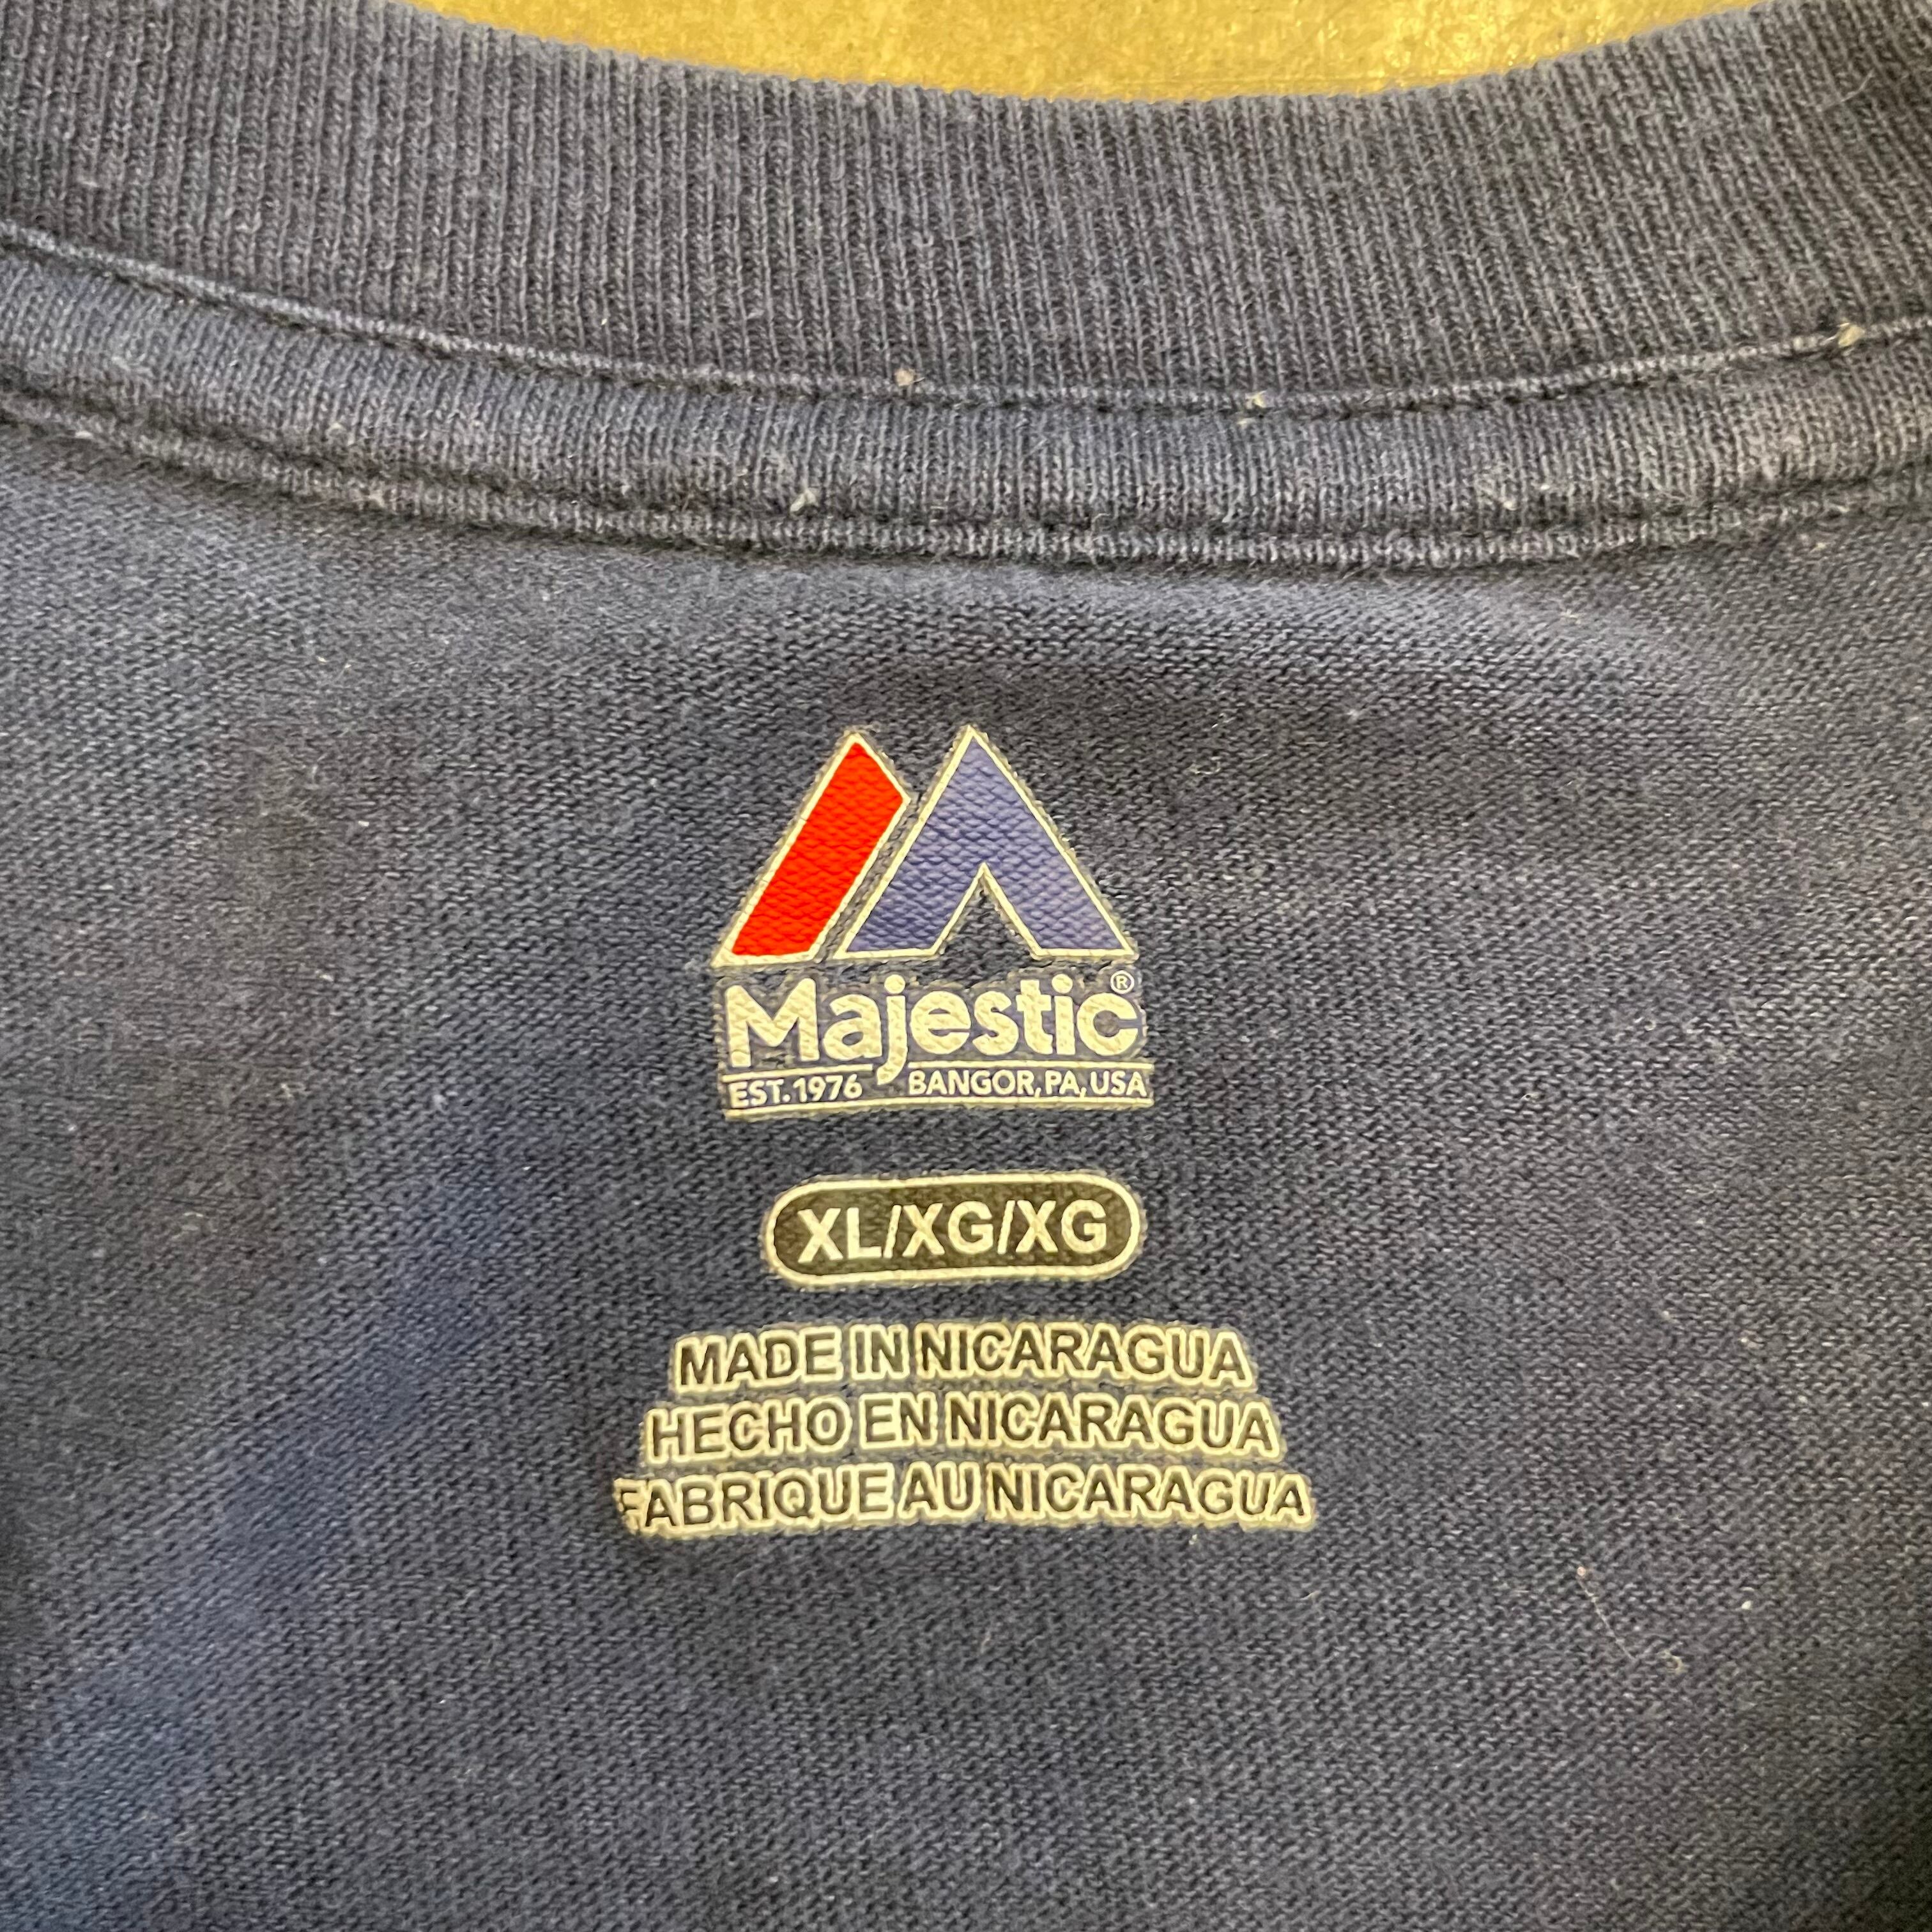 Majestic®
EST. 1976 BANGOR, PA, USA
XL/XG/XG
MADE IN NICARAGUA
HECHO EN NICARAGUA
FABRIQUE AU NICARAGUA